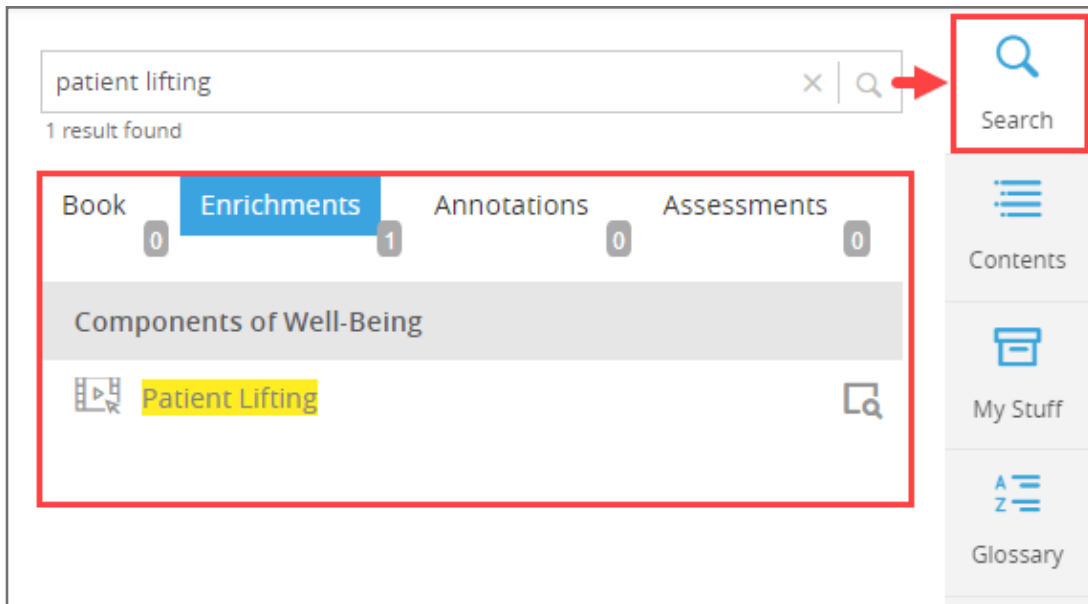 patient lifting
1 result found
Book 0 Enrichments 1 Annotations 0 Assessments 0
Components of Well-Being
Patient Lifting
Search
Contents
My Stuff
A
Z
Glossary